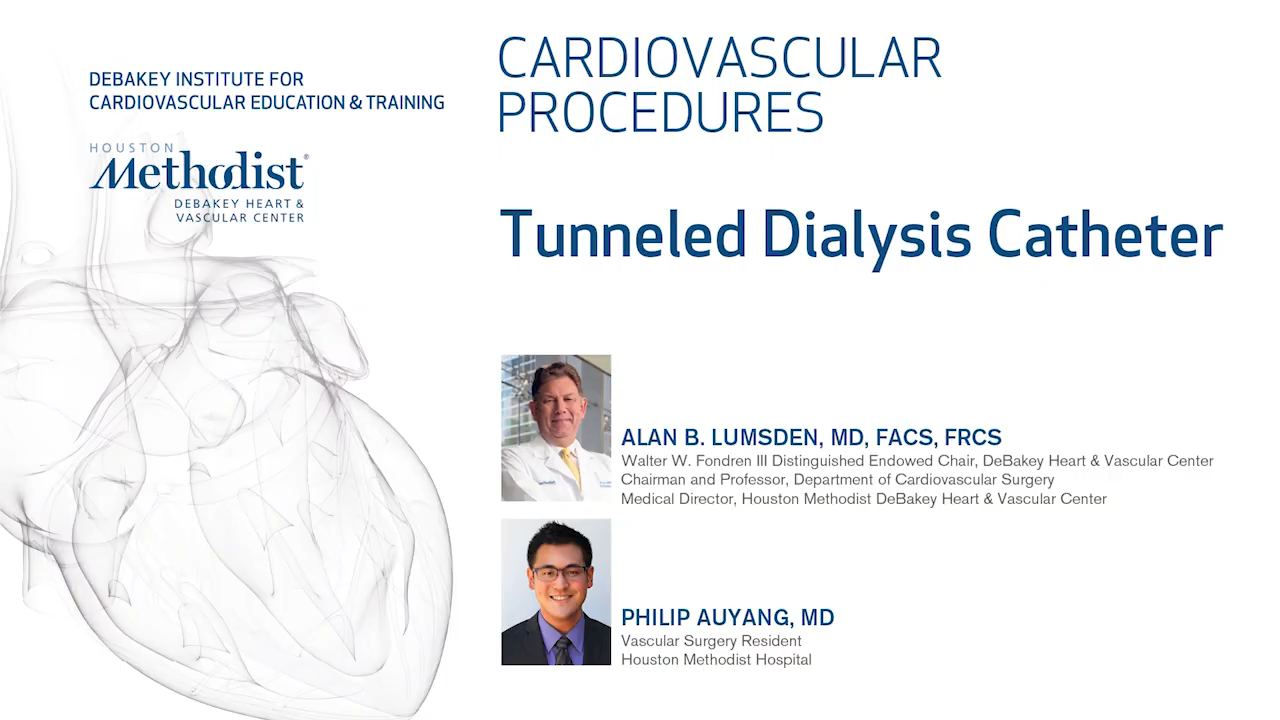 DEBAKEY INSTITUTE FOR
CARDIOVASCULAR EDUCATION & TRAINING
HOUSTON
Methodist®
DEBAKEY HEART &
VASCULAR CENTER
CARDIOVASCULAR
PROCEDURES
Tunneled Dialysis Catheter
ALAN B. LUMSDEN, MD, FACS, FRCS
Walter W. Fondren III Distinguished Endowed Chair, DeBakey Heart & Vascular Center
Chairman and Professor, Department of Cardiovascular Surgery
Medical Director, Houston Methodist DeBakey Heart & Vascular Center
PHILIP AUYANG, MD
Vascular Surgery Resident
Houston Methodist Hospital